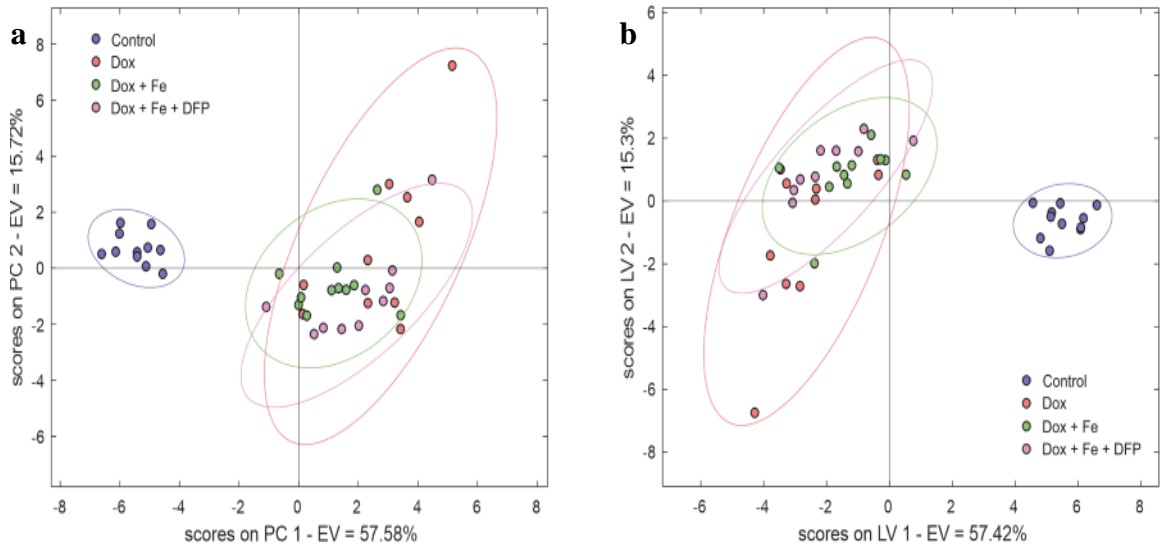 a
Control
Dox
Dox + Fe
Dox + Fe + DFP
8
6
4
2
0
-2
-4
-6
-8 -6 -4 -2 0 2 4 6 8
scores on PC 2 - EV = 15.72%
scores on PC 1 - EV = 57.58%
b
6
4
2
0
-2
-4
-6
-8
-6 -4 -2 0 2 4 6 8
scores on LV 2 - EV = 15.3%
scores on LV 1 - EV = 57.42%
Control
Dox
Dox + Fe
Dox + Fe + DFP